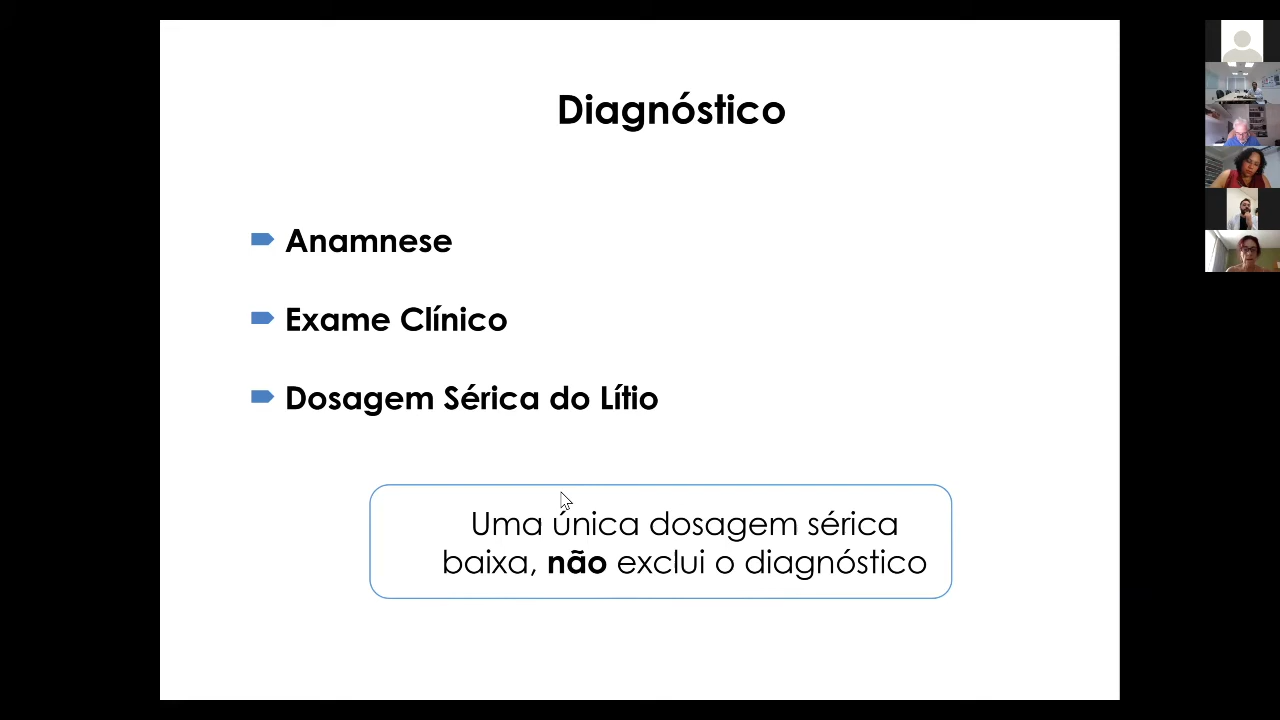 Diagnóstico
Anamnese
Exame Clínico
Dosagem Sérica do Lítio
Uma única dosagem sérica
baixa, não exclui o diagnóstico